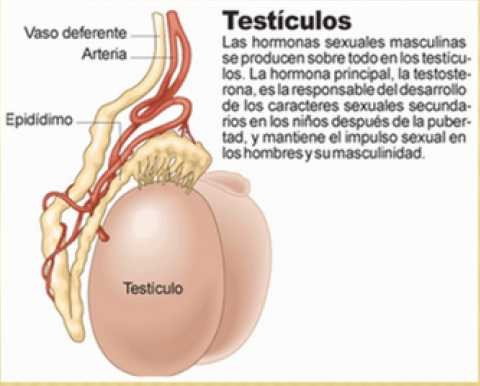 Testículos
Las hormonas sexuales masculinas
se producen sobre todo en los testícu-
los. La hormona principal, la testoste-
rona, es la responsable del desarrollo
de los caracteres sexuales secunda-
rios en los niños después de la puber-
tad, y mantiene el impulso sexual en
los hombres y su masculinidad.
Vaso deferente
Arteria
Epidídimo
Testículo